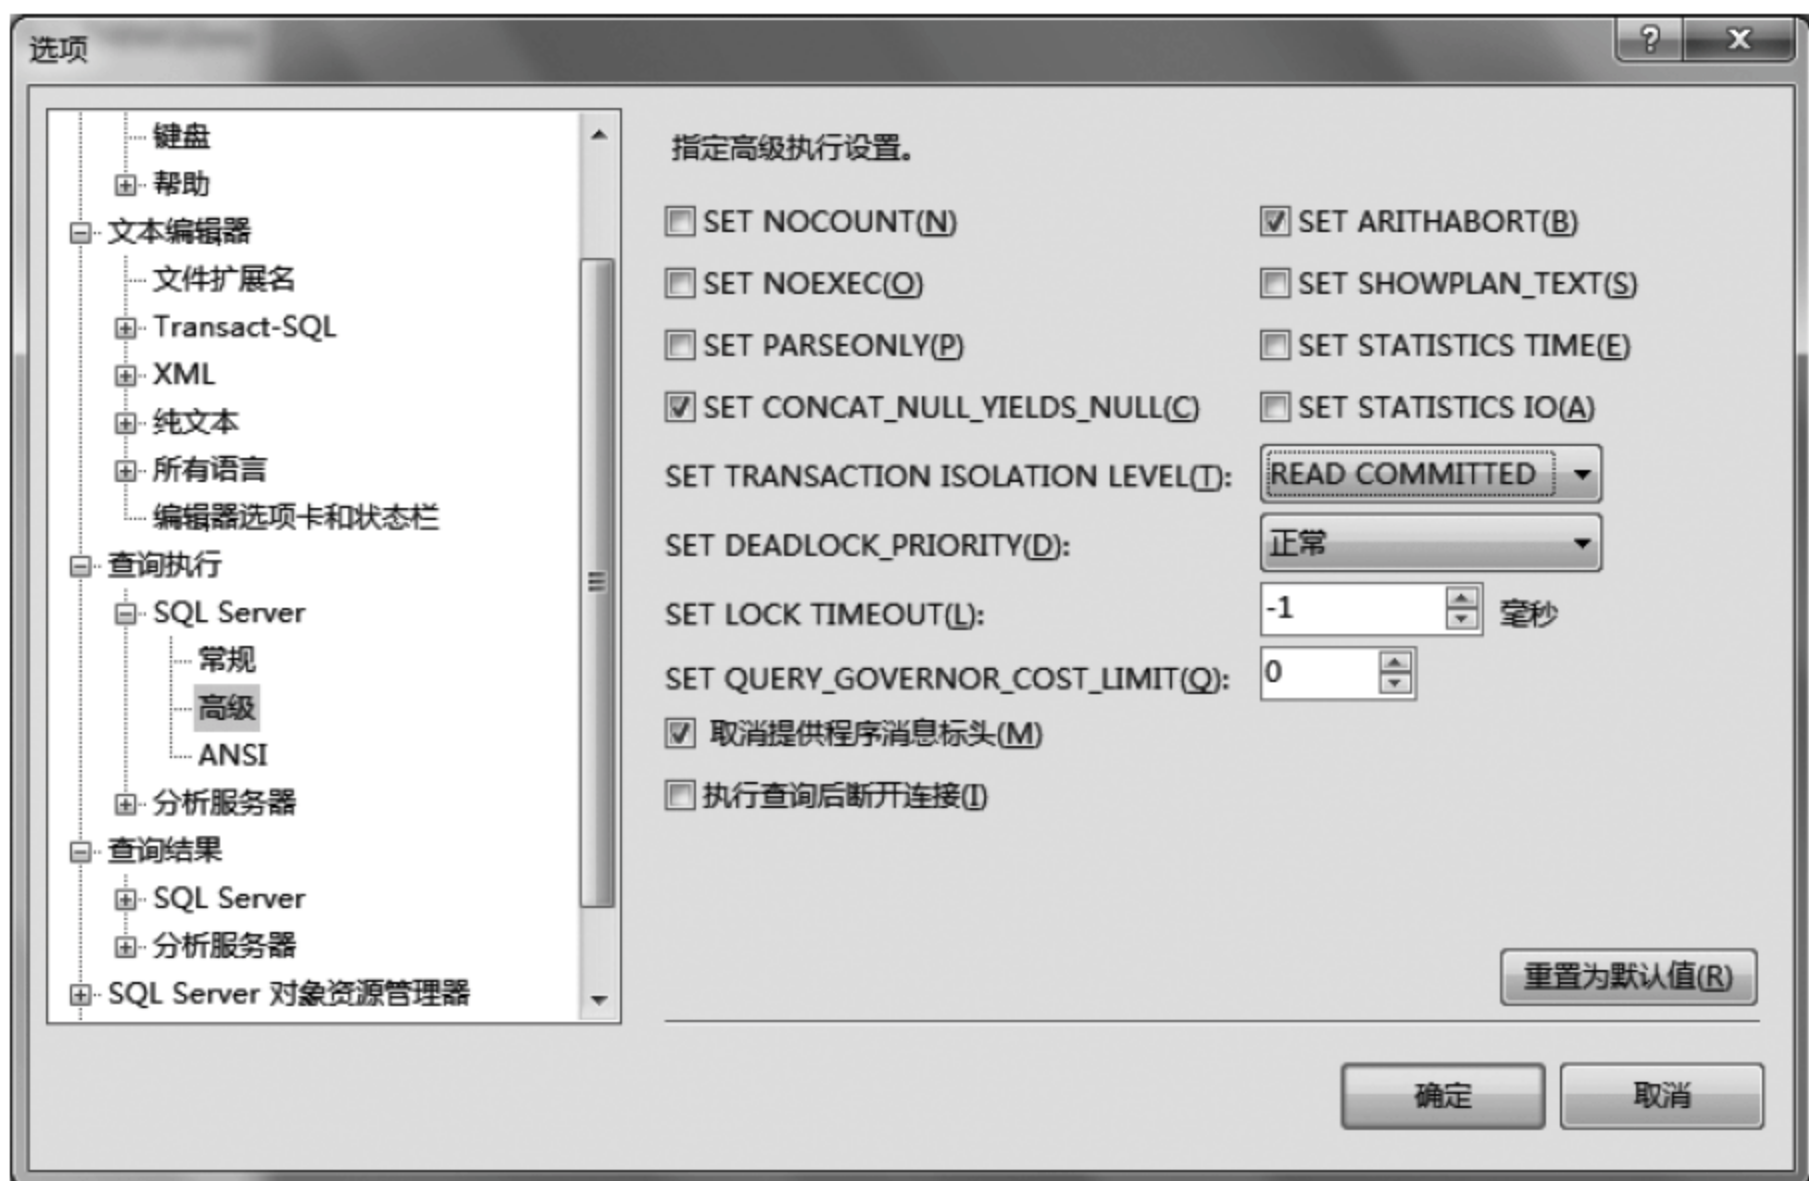 选项
键盘
帮助
文本编辑器
文件扩展名
Transact-SQL
XML
纯文本
所有语言
编辑器选项卡和状态栏
查询执行
SQL Server
常规
高级
ANSI
分析服务器
查询结果
SQL Server
分析服务器
SQL Server 对象资源管理器
指定高级执行设置。
SET NOCOUNT(N)
SET ARITHABORT(B)
SET NOEXEC(O)
SET SHOWPLAN_TEXT(S)
SET PARSEONLY(P)
SET STATISTICS TIME(E)
SET CONCAT_NULL_YIELDS_NULL(C)
SET STATISTICS IO(A)
SET TRANSACTION ISOLATION LEVEL(T): READ COMMITTED
SET DEADLOCK_PRIORITY(D): 正常
SET LOCK TIMEOUT(L): -1 毫秒
SET QUERY_GOVERNOR_COST_LIMIT(Q): 0
取消提供程序消息标头(M)
执行查询后断开连接(I)
重置为默认值(R)
确定
取消